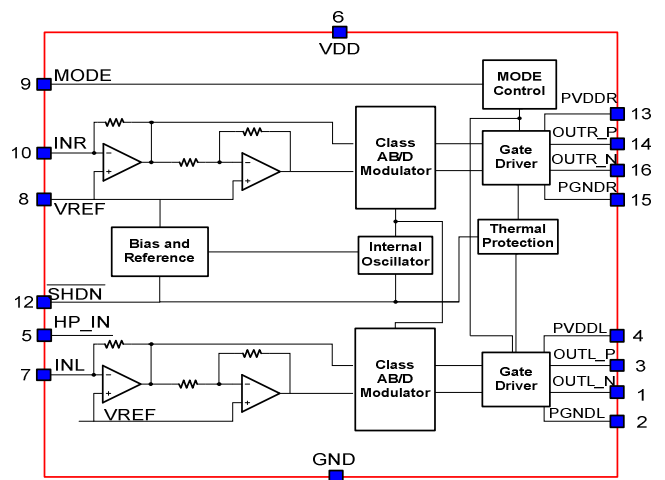 6
VDD
9
MODE
MODE
Control
PVDDR
13
10
INR
Class
AB/D
Modulator
Gate
Driver
OUTR_P
14
OUTR_N
16
8
VREF
PGNDR
15
Bias and
Reference
Internal
Oscillator
Thermal
Protection
12
SHDN
5
HP_IN
7
INL
Class
AB/D
Modulator
Gate
Driver
PVDDL
4
OUTL_P
3
OUTL_N
1
VREF
PGNDL
2
GND